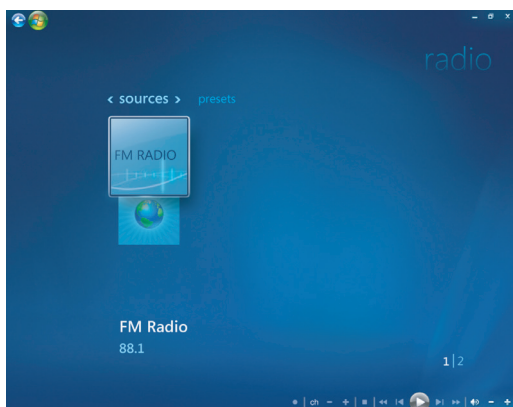 radio
< sources > presets
FM RADIO
FM Radio
88.1
1|2
ch - +